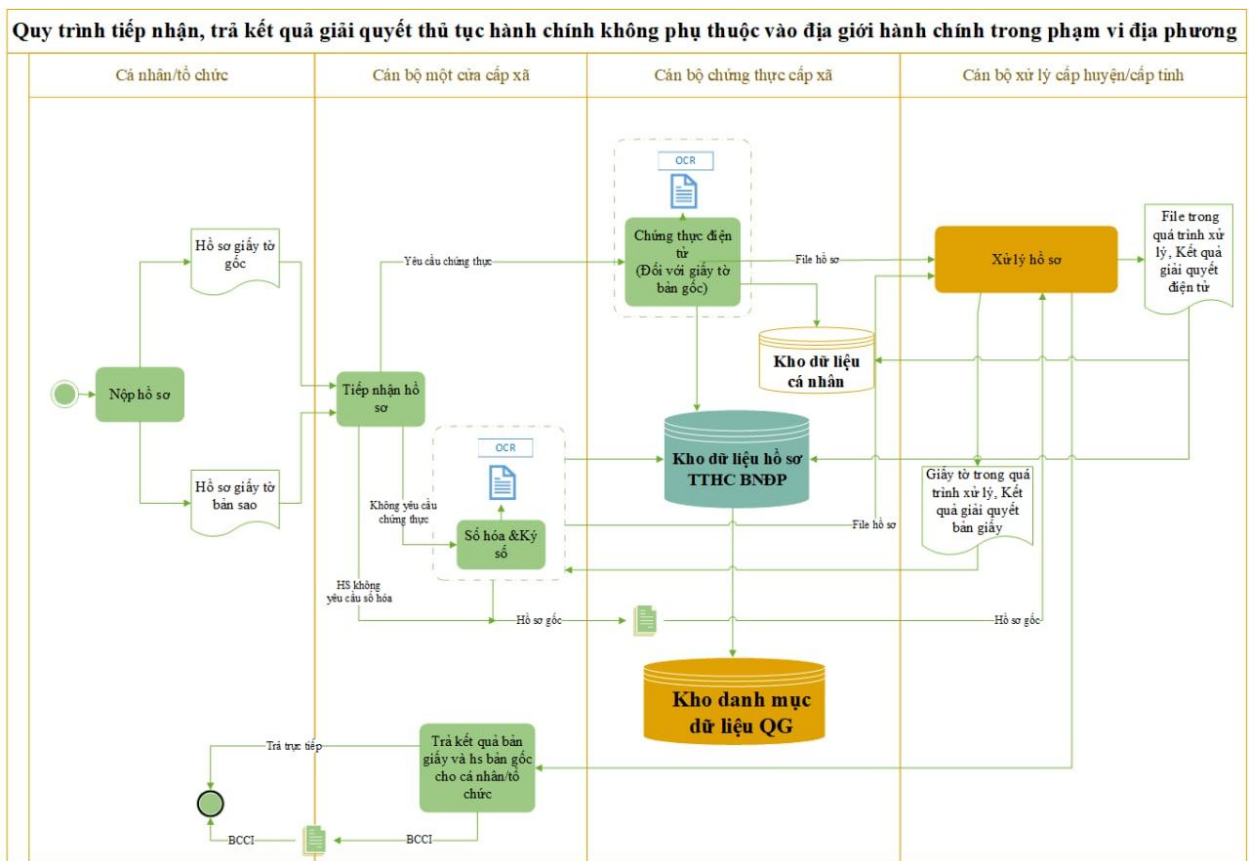 Quy trình tiếp nhận, trả kết quả giải quyết thủ tục hành chính không phụ thuộc vào địa giới hành chính trong phạm vi địa phương
Cá nhân/tổ chức
Cán bộ một cửa cấp xã
Cán bộ chứng thực cấp xã
Cán bộ xử lý cấp huyện/cấp tỉnh
Nộp hồ sơ
Hồ sơ giấy tờ
gốc
Hồ sơ giấy tờ
bản sao
Tiếp nhận hồ
sơ
Yêu cầu chứng thực
Không yêu cầu
chứng thực
HS không
yêu cầu số hóa
OCR
Số hóa &Ký
số
Hồ sơ gốc
OCR
Chứng thực điện
tử
(Đối với giấy tờ
bản gốc)
File hồ sơ
Kho dữ liệu
cá nhân
Kho dữ liệu hồ sơ
TTHC BNĐP
File hồ sơ
Kho danh mục
dữ liệu QG
Xử lý hồ sơ
File trong
quá trình xử
lý, Kết quả
giải quyết
điện tử
Giấy tờ trong quá
trình xử lý, Kết
quả giải quyết
bản giấy
Hồ sơ gốc
Trả kết quả bản
giấy và hs bản gốc
cho cá nhân/tổ
chức
Trả trực tiếp
BCCI
BCCI